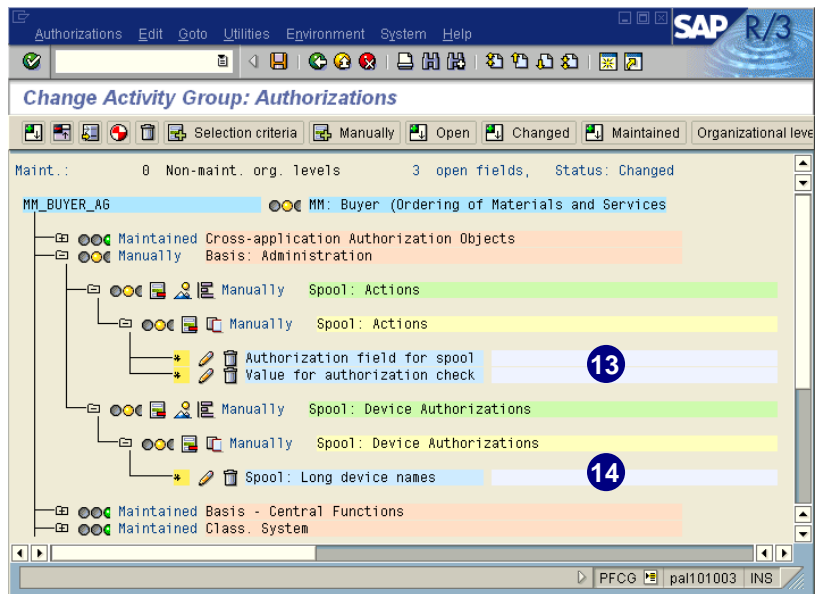 SAP R/3
Authorizations Edit Goto Utilities Environment System Help
Change Activity Group: Authorizations
Selection criteria Manually Open Changed Maintained Organizational leve
Maint.: 0 Non-maint. org. levels 3 open fields, Status: Changed
MM_BUYER_AG MM: Buyer (Ordering of Materials and Services
Maintained Cross-application Authorization Objects
Manually Basis: Administration
Manually Spool: Actions
Manually Spool: Actions
* Authorization field for spool
13
* Value for authorization check
Manually Spool: Device Authorizations
Manually Spool: Device Authorizations
* Spool: Long device names 14
Maintained Basis - Central Functions
Maintained Class. System
PFCG pal101003 INS